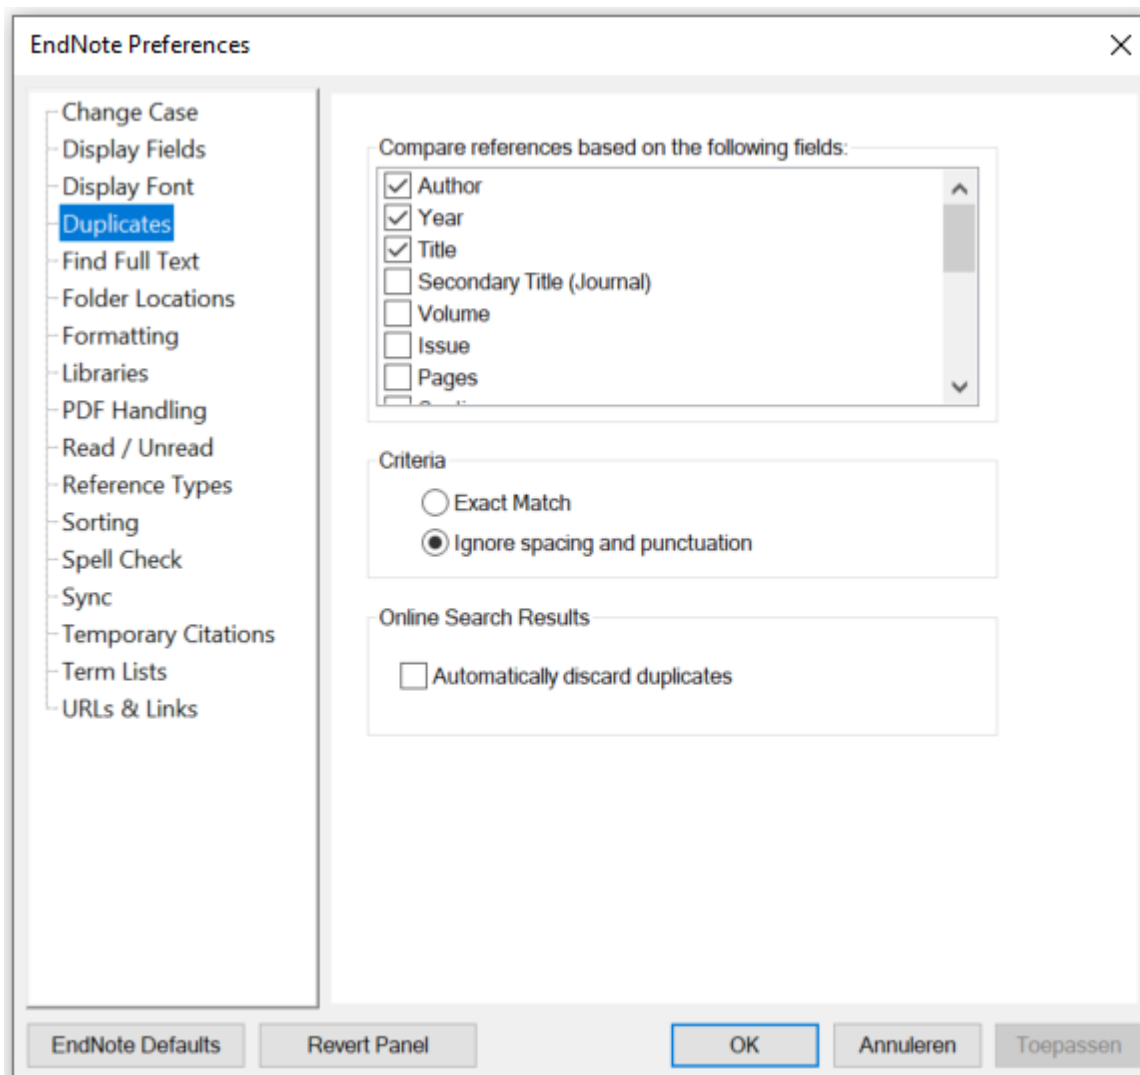 EndNote Preferences
Change Case
Display Fields
Display Font
Duplicates
Find Full Text
Folder Locations
Formatting
Libraries
PDF Handling
Read / Unread
Reference Types
Sorting
Spell Check
Sync
Temporary Citations
Term Lists
URLs & Links
Compare references based on the following fields:
Author
Year
Title
Secondary Title (Journal)
Volume
Issue
Pages
Criteria
Exact Match
Ignore spacing and punctuation
Online Search Results
Automatically discard duplicates
EndNote Defaults
Revert Panel
OK
Annuleren
Toepassen